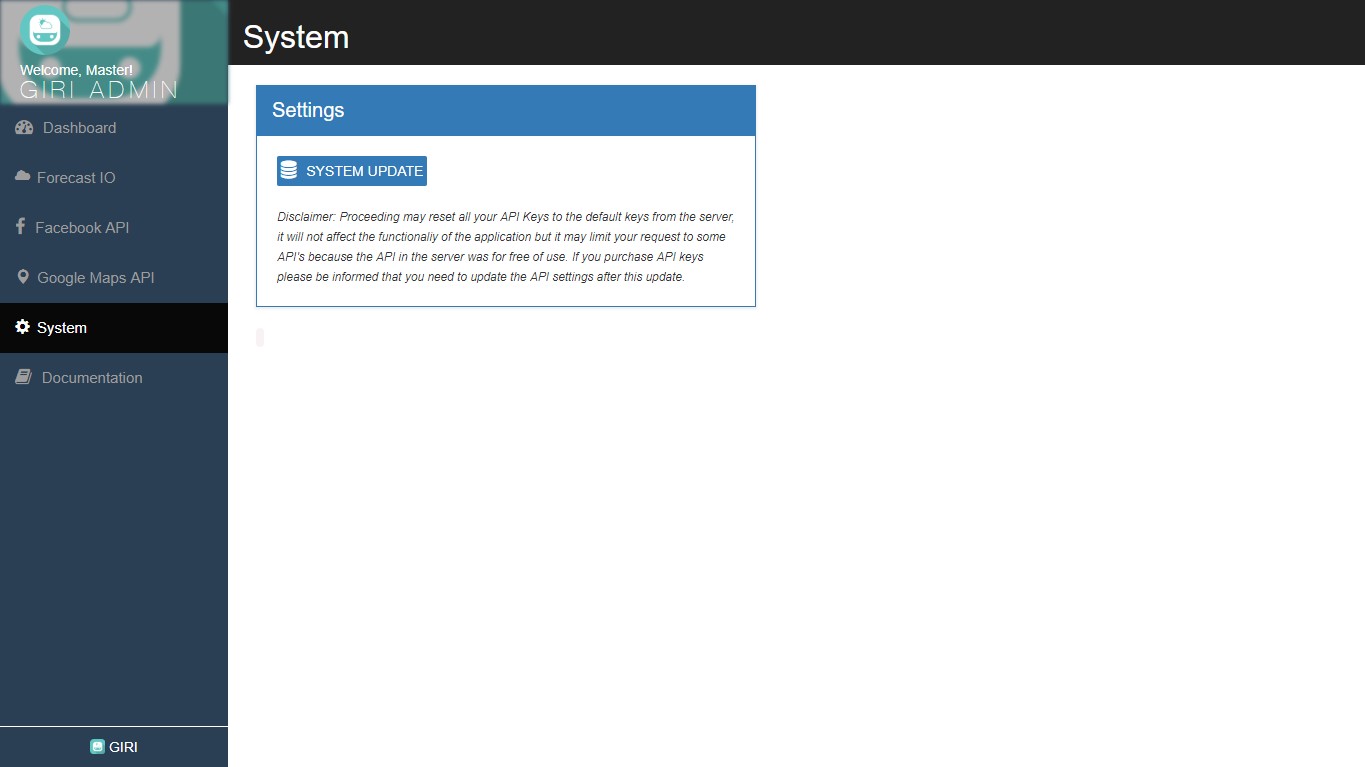 Welcome, Master!
GIRI ADMIN
Dashboard
Forecast IO
Facebook API
Google Maps API
System
Documentation
GIRI
System
Settings
SYSTEM UPDATE
Disclaimer: Proceeding may reset all your API Keys to the default keys from the server,
it will not affect the functionaliy of the application but it may limit your request to some
API's because the API in the server was for free of use. If you purchase API keys
please be informed that you need to update the API settings after this update.